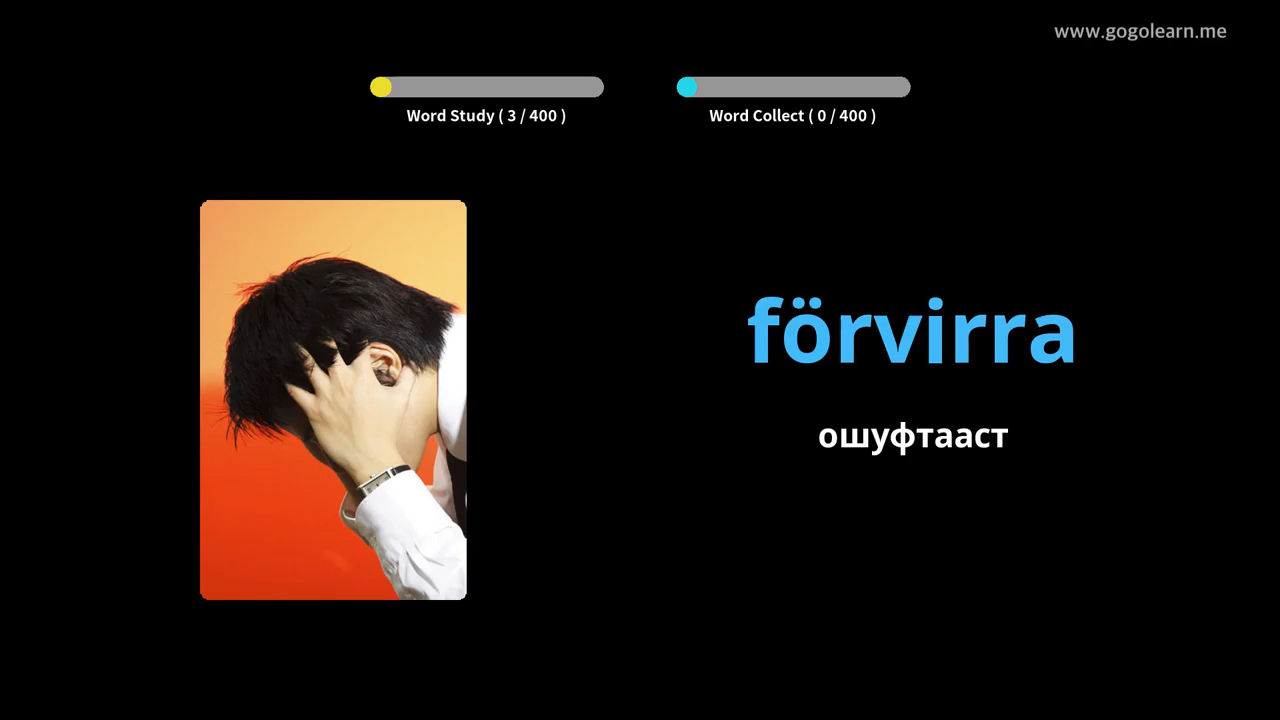 www.gogolearn.me
Word Study ( 3 / 400 )
Word Collect ( 0 / 400 )
förvirra
ошуфтааст